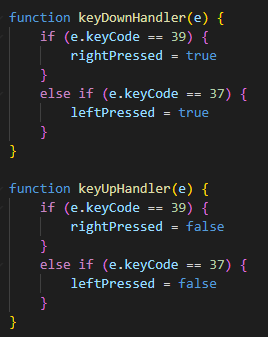 function keyDownHandler(e) {
    if (e.keyCode == 39) {
        rightPressed = true
    }
    else if (e.keyCode == 37) {
        leftPressed = true
    }
}

function keyUpHandler(e) {
    if (e.keyCode == 39) {
        rightPressed = false
    }
    else if (e.keyCode == 37) {
        leftPressed = false
    }
}